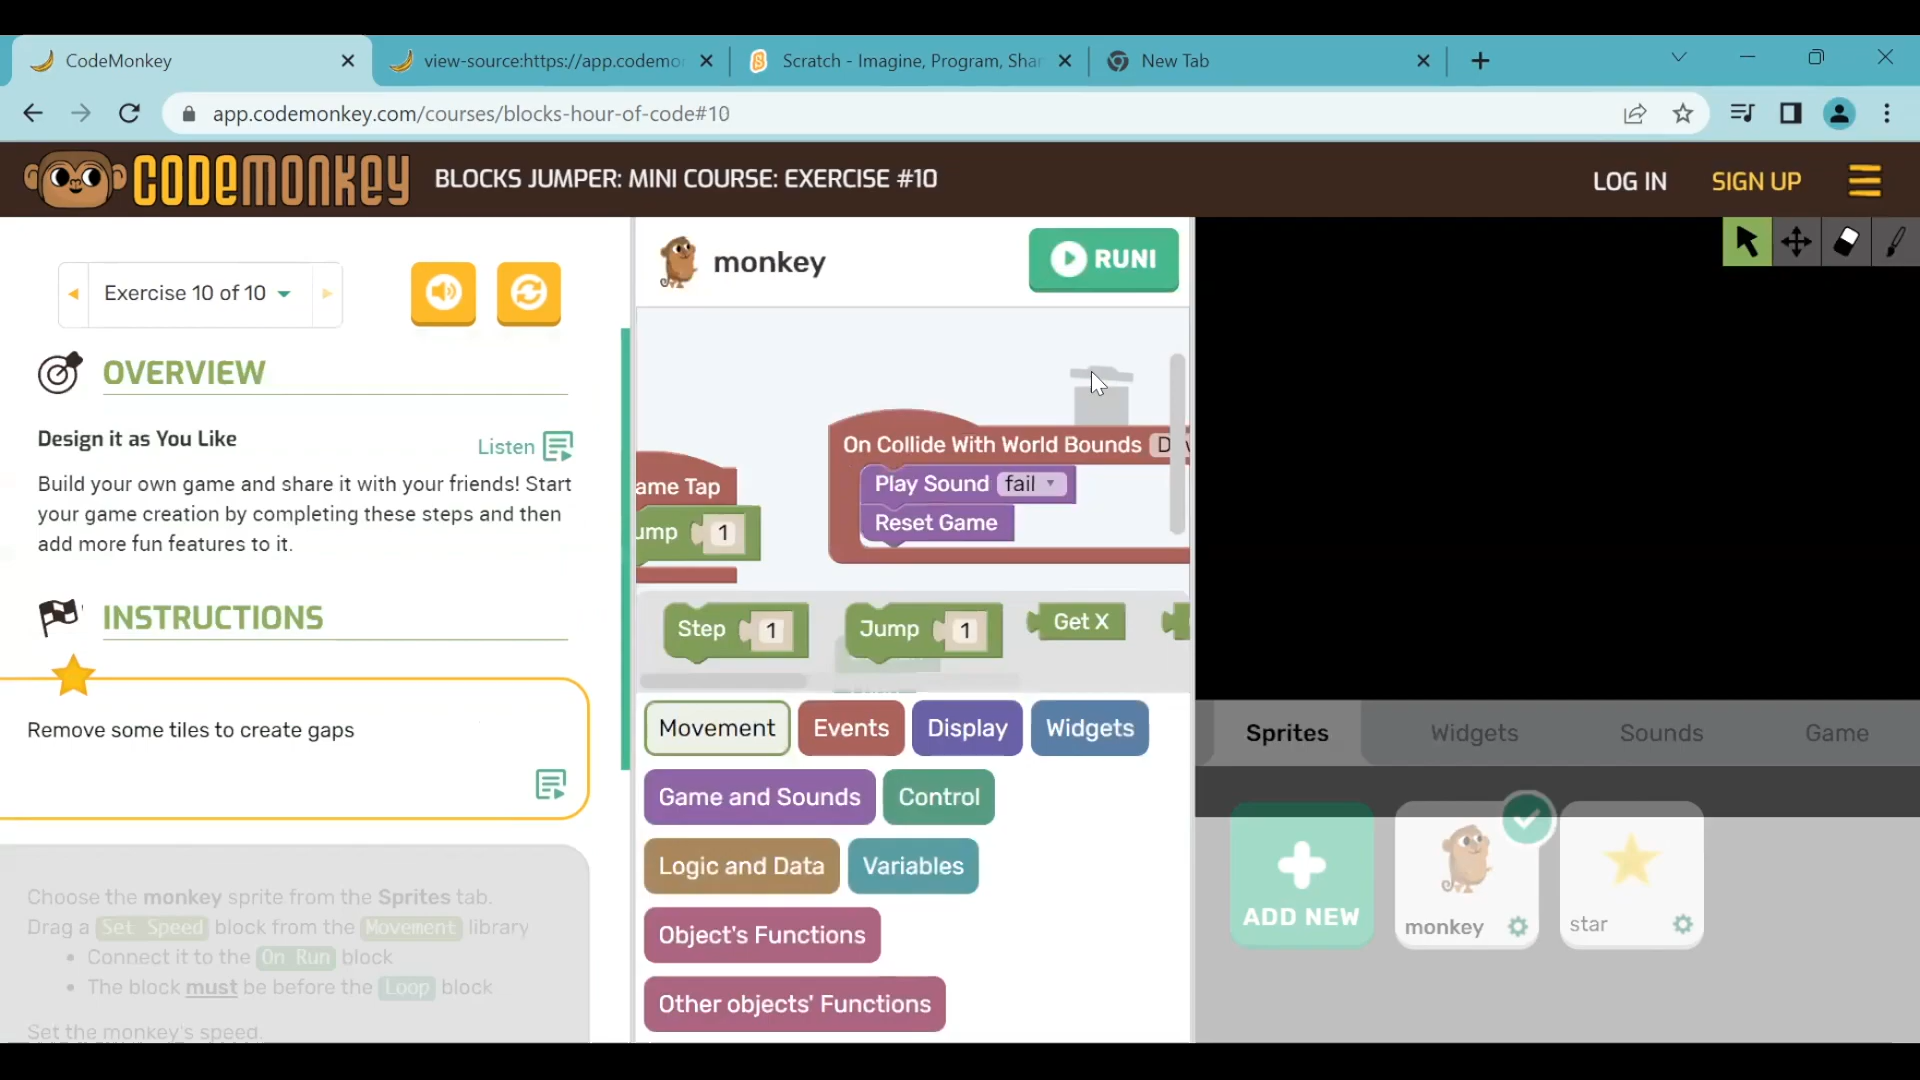 CodeMonkey
view-source:https://app.codemo
Scratch - Imagine, Program, Shar
New Tab
app.codemonkey.com/courses/blocks-hour-of-code#10
CODEMONKEY
BLOCKS JUMPER: MINI COURSE: EXERCISE #10
LOG IN
SIGN UP
Exercise 10 of 10
monkey
RUN!
OVERVIEW
Design it as You Like
Listen
Build your own game and share it with your friends! Start
your game creation by completing these steps and then
add more fun features to it.
INSTRUCTIONS
Remove some tiles to create gaps
Choose the monkey sprite from the Sprites tab.
Drag a Set Speed block from the Movement library
Connect it to the On Run block
The block must be before the Loop block
Set the monkey's speed.
ame Tap
ump 1
On Collide With World Bounds
Play Sound fail
Reset Game
Step 1
Jump 1
Get X
Movement
Events
Display
Widgets
Game and Sounds
Control
Logic and Data
Variables
Object's Functions
Other objects' Functions
Sprites
Widgets
Sounds
Game
ADD NEW
monkey
star